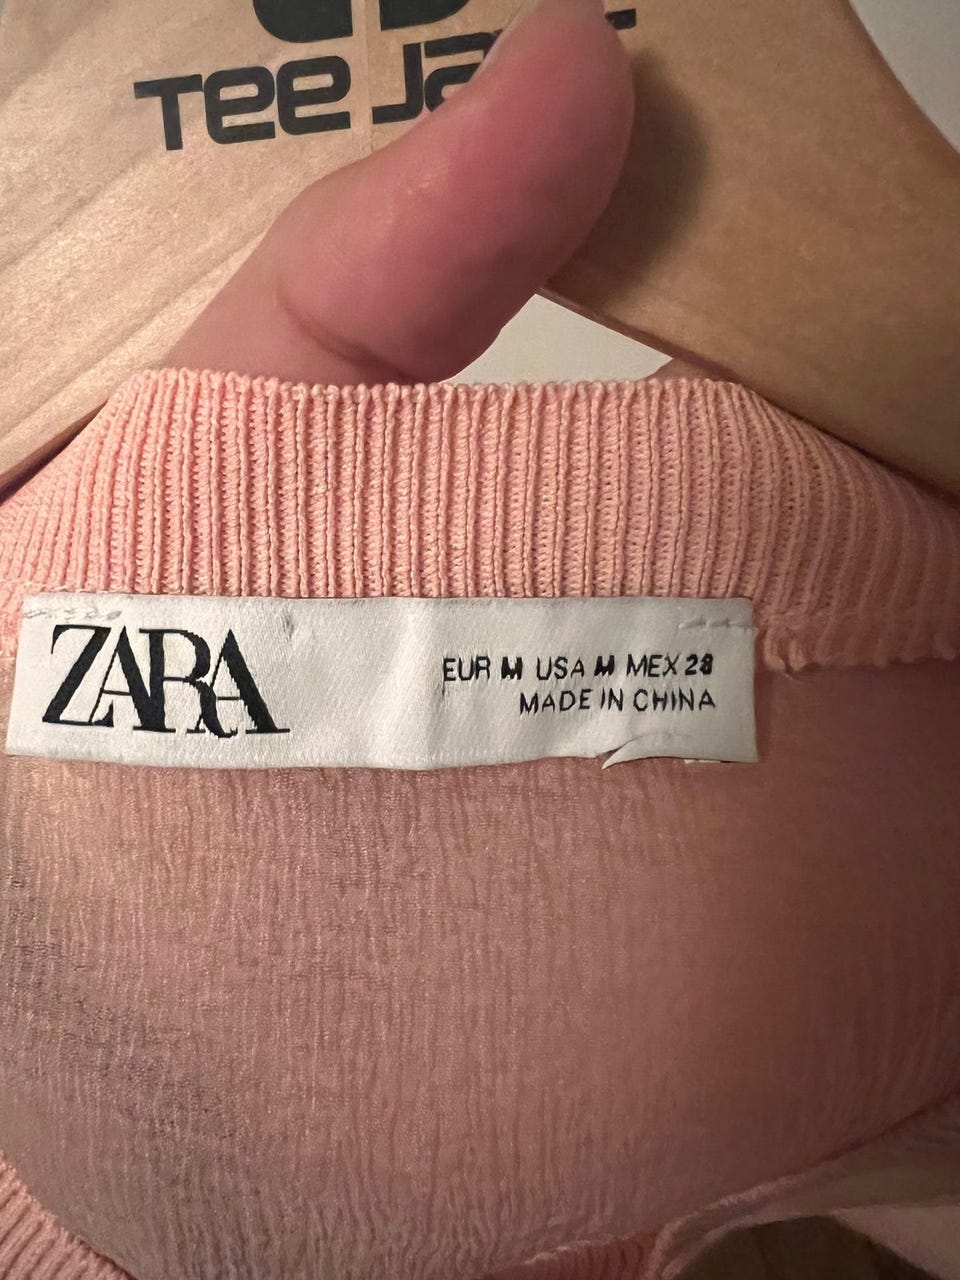 Tee Ja
ZARA
EUR M USA M MEX 28
MADE IN CHINA